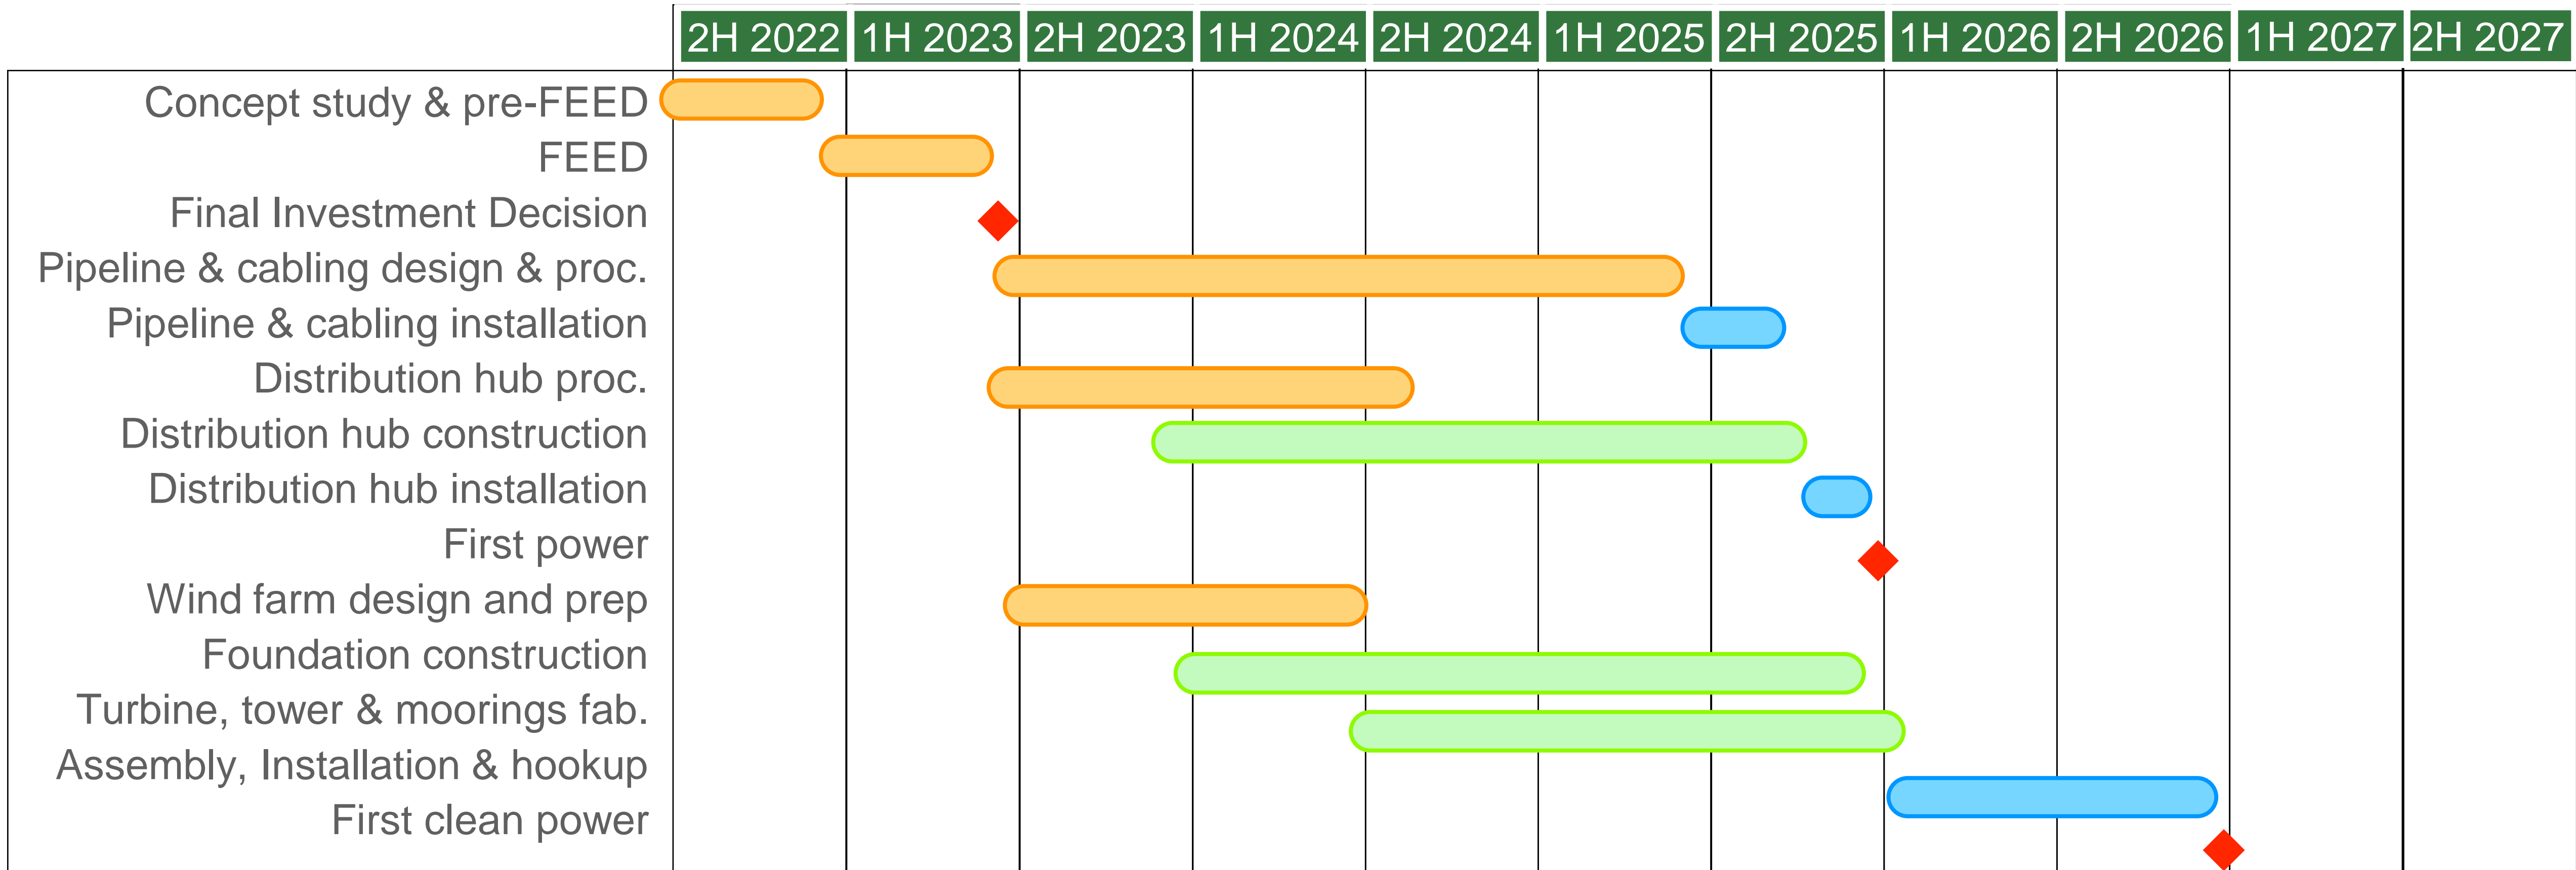 2H 2022 1H 2023 2H 2023 1H 2024 2H 2024 1H 2025 2H 2025 1H 2026 2H 2026 1H 2027 2H 2027
Concept study & pre-FEED
FEED
Final Investment Decision
Pipeline & cabling design & proc.
Pipeline & cabling installation
Distribution hub proc.
Distribution hub construction
Distribution hub installation
First power
Wind farm design and prep
Foundation construction
Turbine, tower & moorings fab.
Assembly, Installation & hookup
First clean power